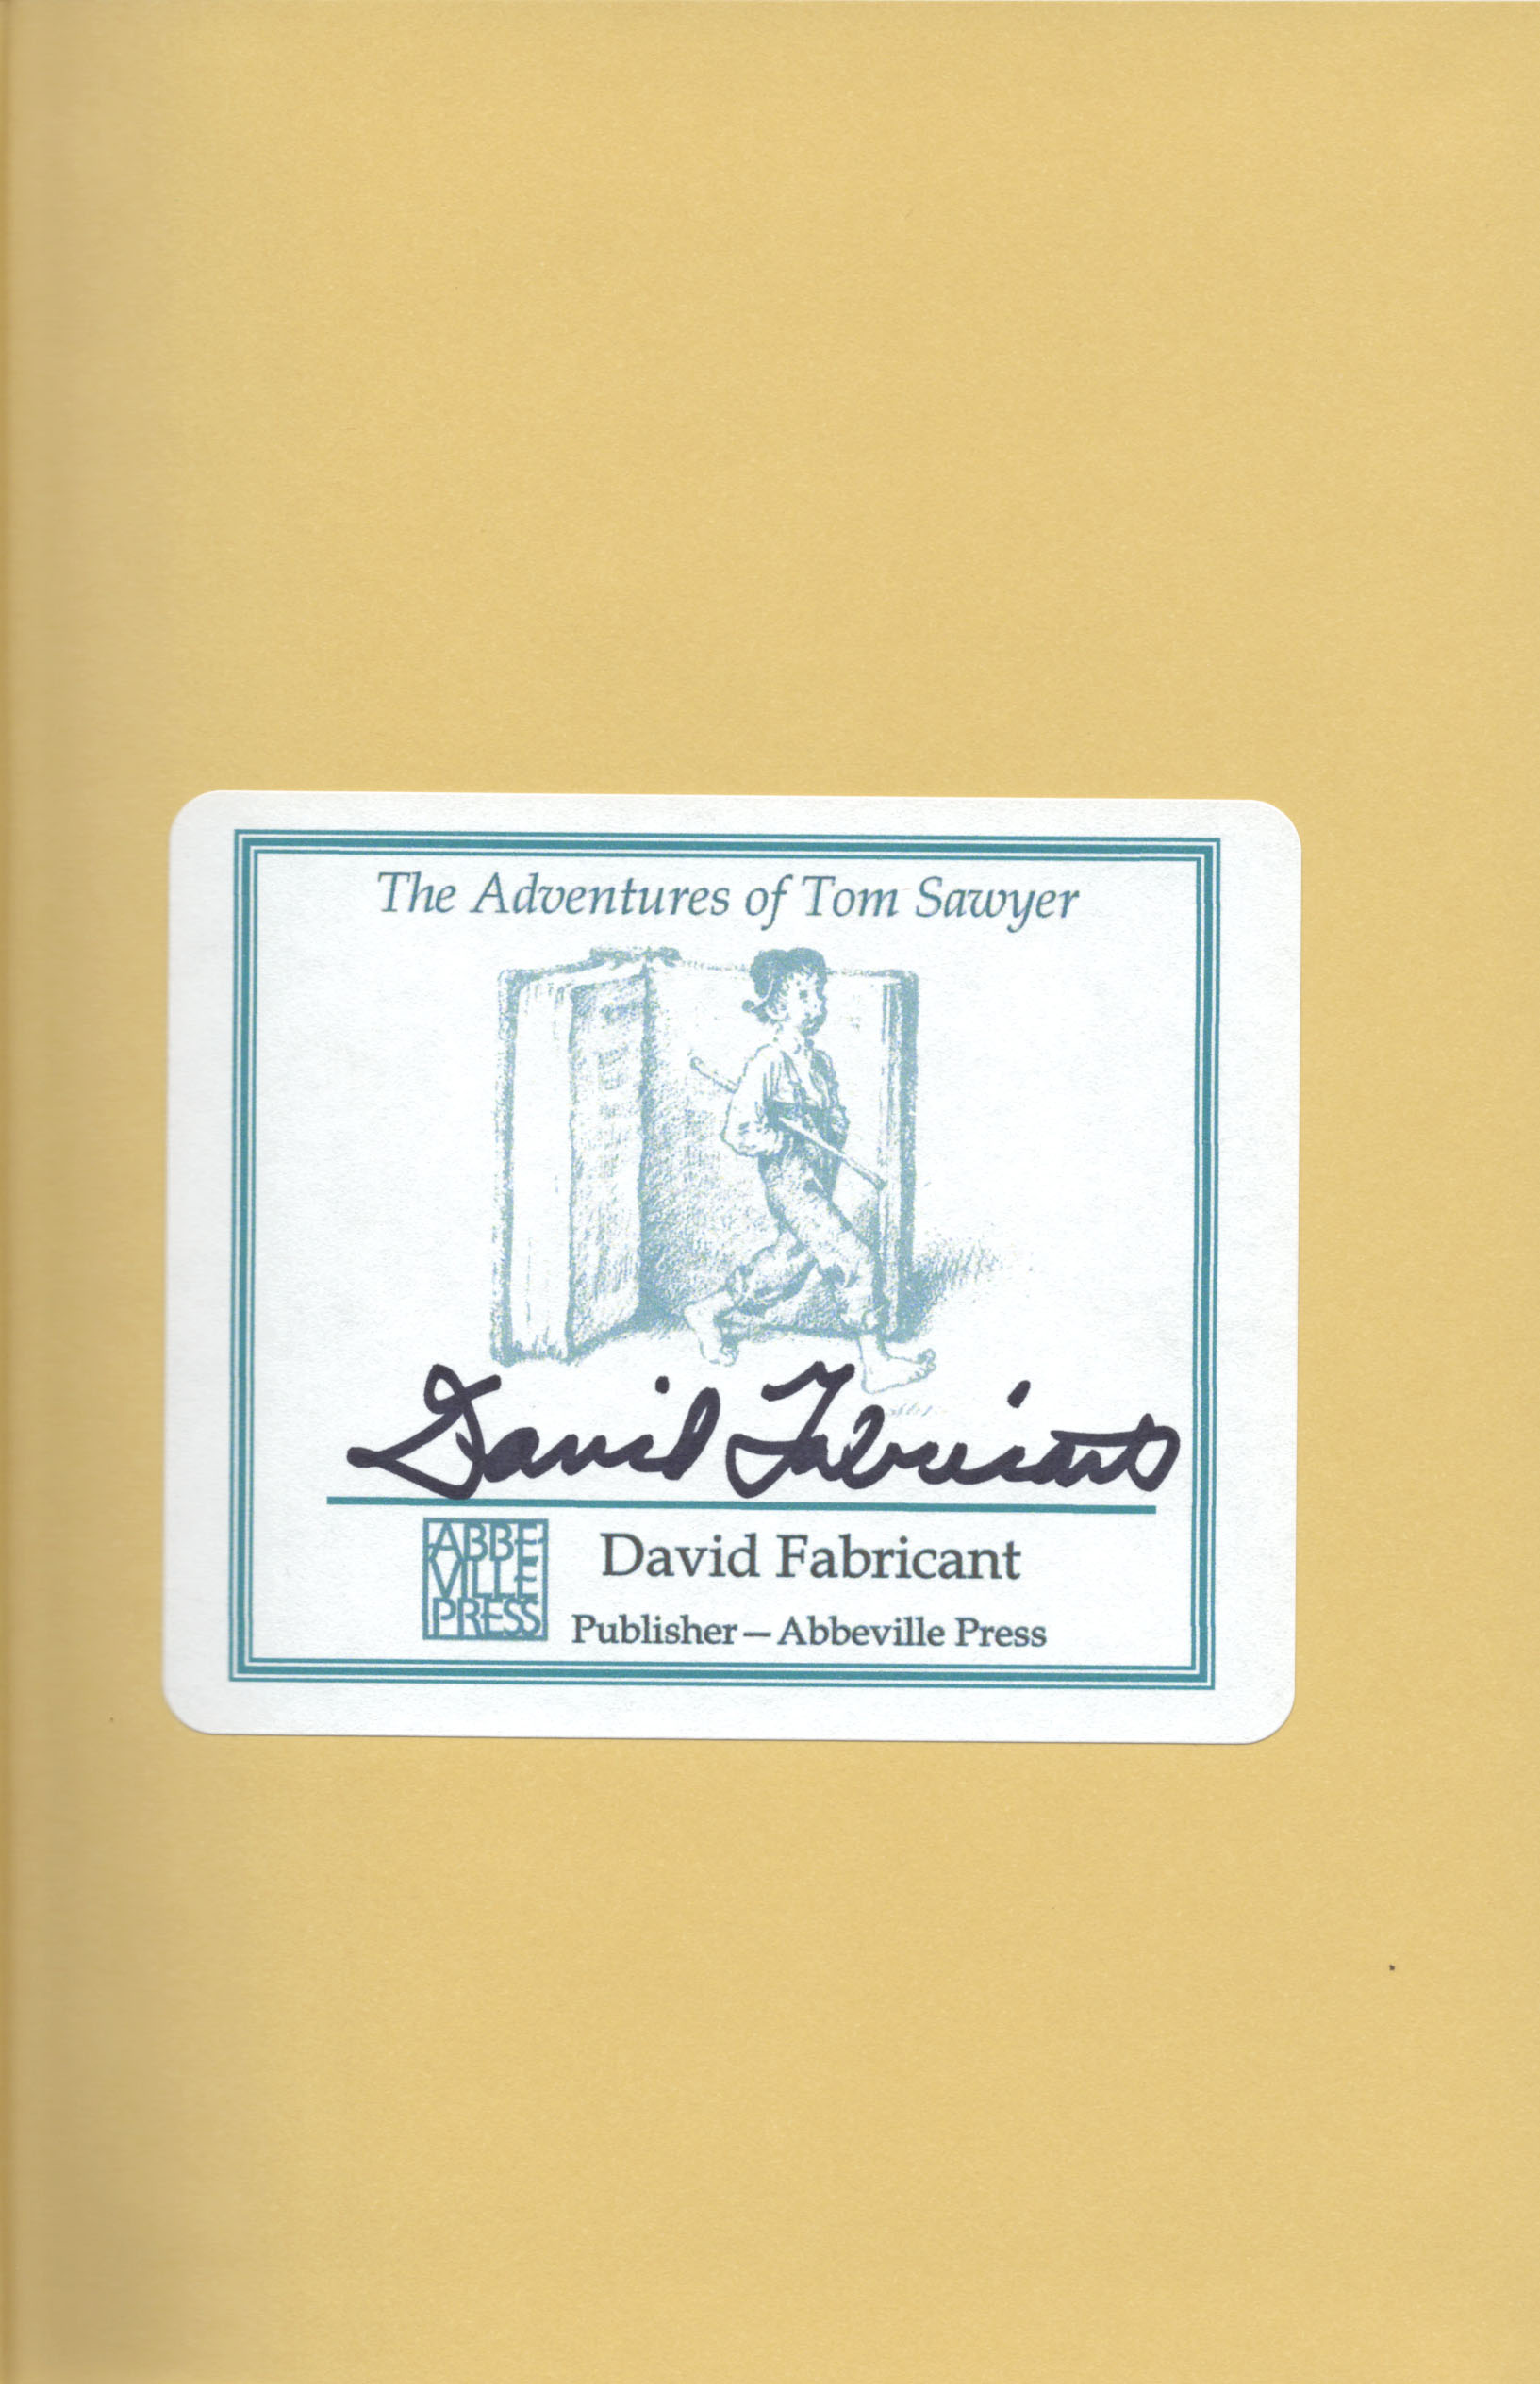 The Adventures of Tom Sawyer
David Fabricant
ABBE
VILLE
PRESS
David Fabricant
Publisher—Abbeville Press